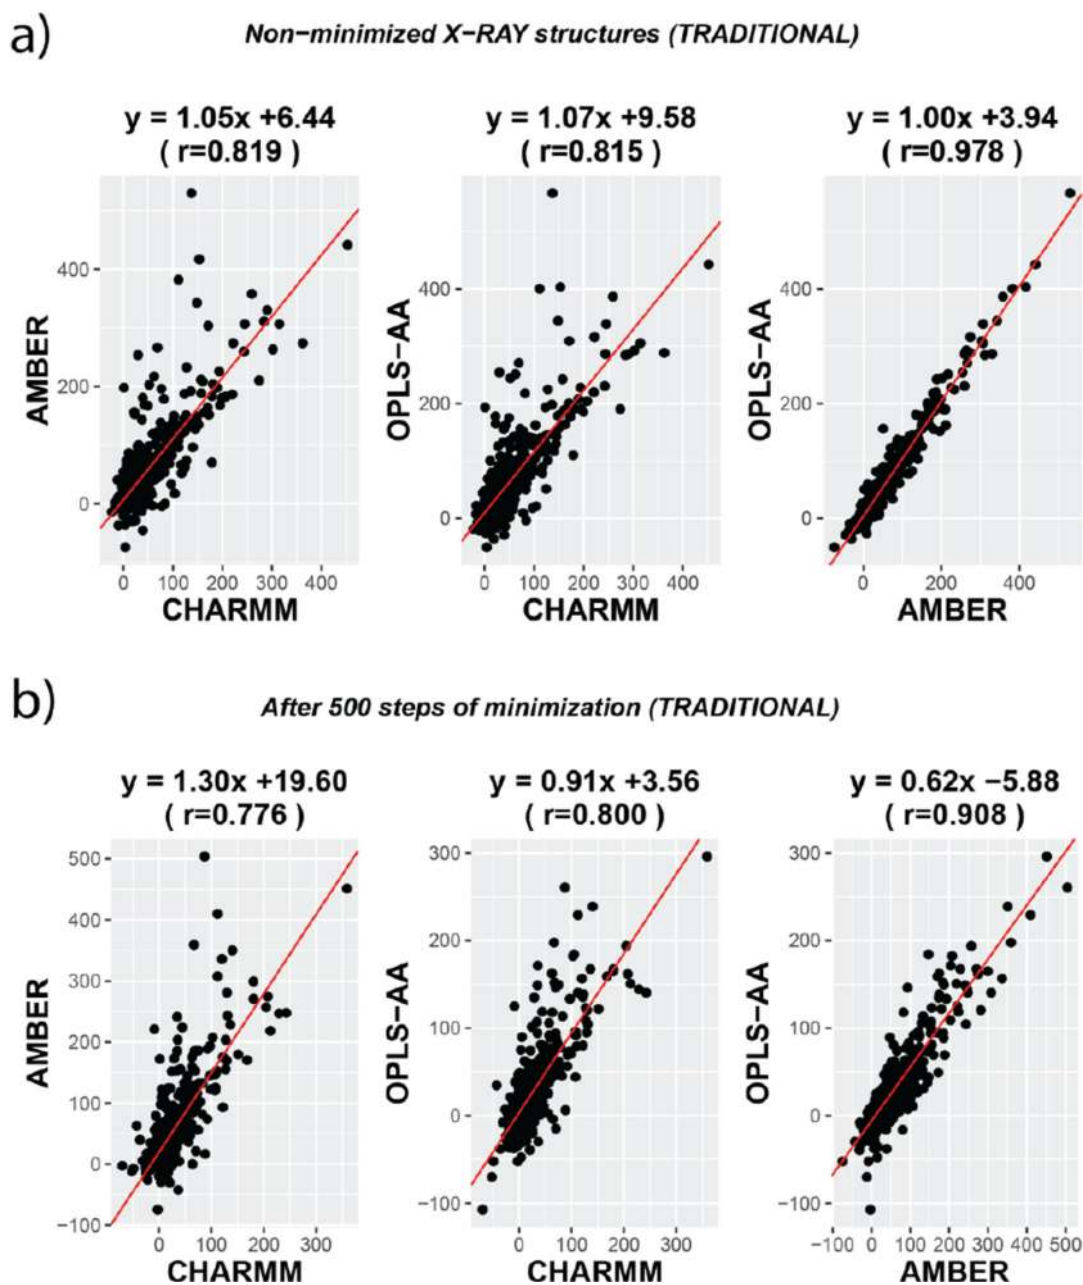 a)
Non−minimized X−RAY structures (TRADITIONAL)
y = 1.05x +6.44
( r=0.819 )
y = 1.07x +9.58
( r=0.815 )
y = 1.00x +3.94
( r=0.978 )
AMBER
400
200
0
0 100 200 300 400
CHARMM
OPLS−AA
400
200
0
0 100 200 300 400
CHARMM
OPLS−AA
400
200
0
0 200 400
AMBER
b)
After 500 steps of minimization (TRADITIONAL)
y = 1.30x +19.60
( r=0.776 )
y = 0.91x +3.56
( r=0.800 )
y = 0.62x −5.88
( r=0.908 )
AMBER
500
400
300
200
100
0
−100
0 100 200 300
CHARMM
OPLS−AA
300
200
100
0
−100
0 100 200 300
CHARMM
OPLS−AA
300
200
100
0
−100
−100 0 100 200 300 400 500
AMBER